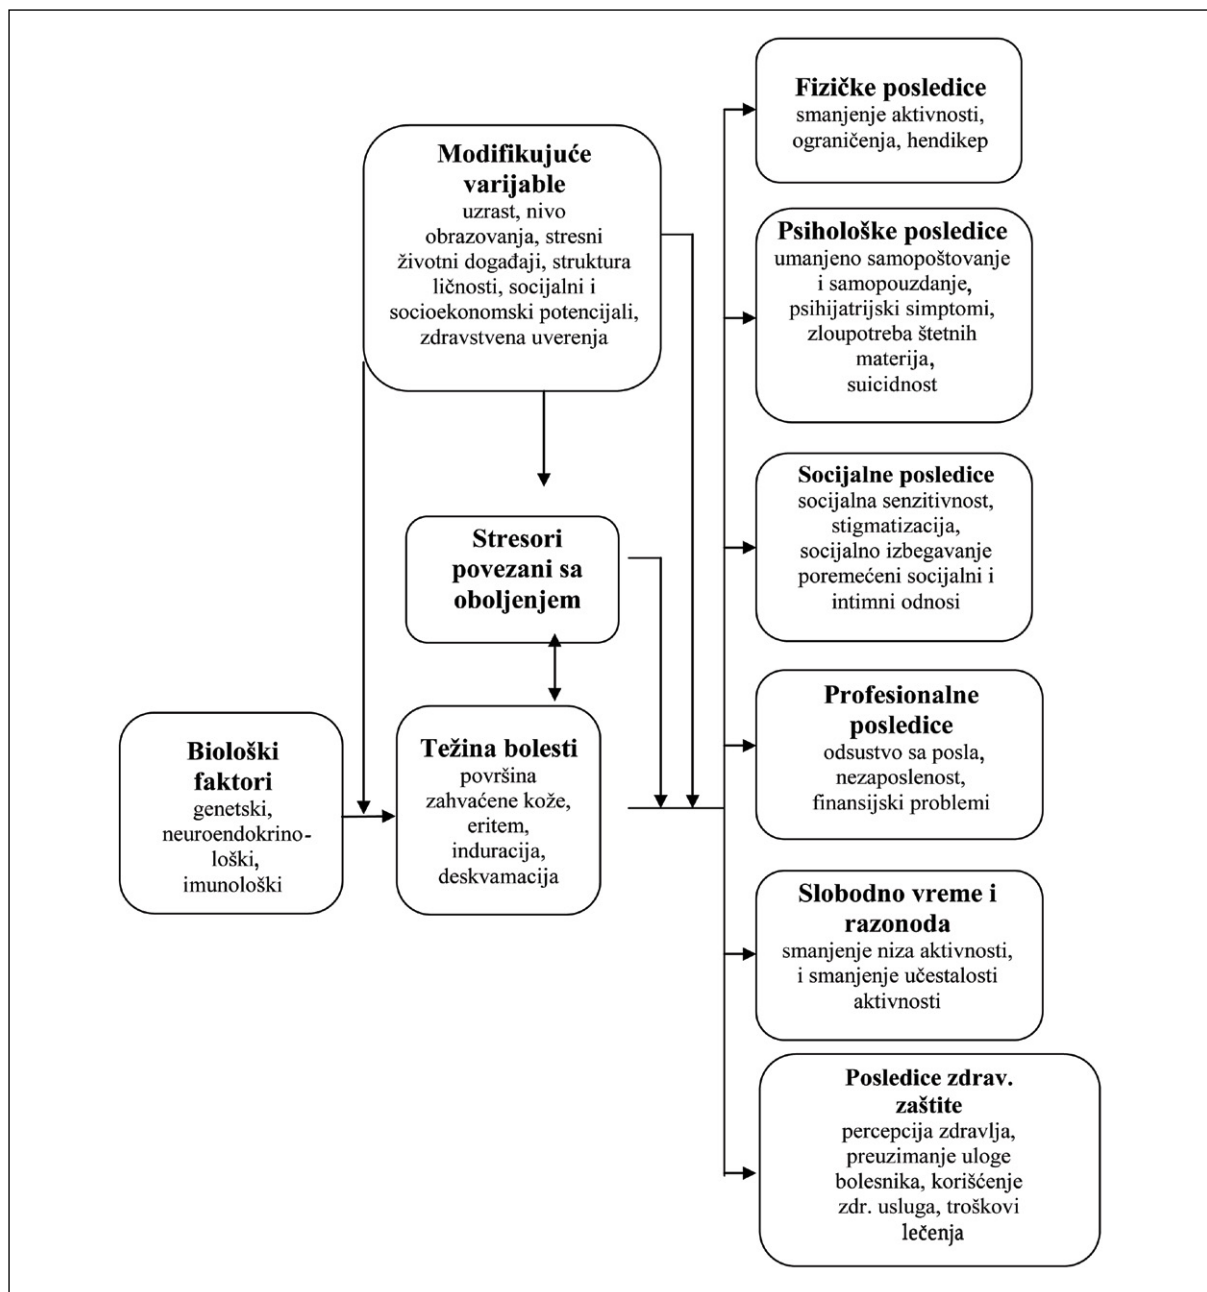 Modifikujuće
varijable
uzrast, nivo
obrazovanja, stresni
životni događaji, struktura
ličnosti, socijalni i
socioekonomski potencijali,
zdravstvena uverenja
Stresori
povezani sa
oboljenjem
Biološki
faktori
genetski,
neuroendokrino-
loški,
imunološki
Težina bolesti
površina
zahvaćene kože,
eritem,
induracija,
deskvamacija
Fizičke posledice
smanjenje aktivnosti,
ograničenja, hendikep
Psihološke posledice
umanjeno samopoštovanje
i samopouzdanje,
psihijatrijski simptomi,
zloupotreba štetnih
materija,
suicidnost
Socijalne posledice
socijalna senzitivnost,
stigmatizacija,
socijalno izbegavanje
poremećeni socijalni i
intimni odnosi
Profesionalne
posledice
odsustvo sa posla,
nezaposlenost,
finansijski problemi
Slobodno vreme i
razonoda
smanjenje niza aktivnosti,
i smanjenje učestalosti
aktivnosti
Posledice zdrav.
zaštite
percepcija zdravlja,
preuzimanje uloge
bolesnika, korišćenje
zdr. usluga, troškovi
lečenja